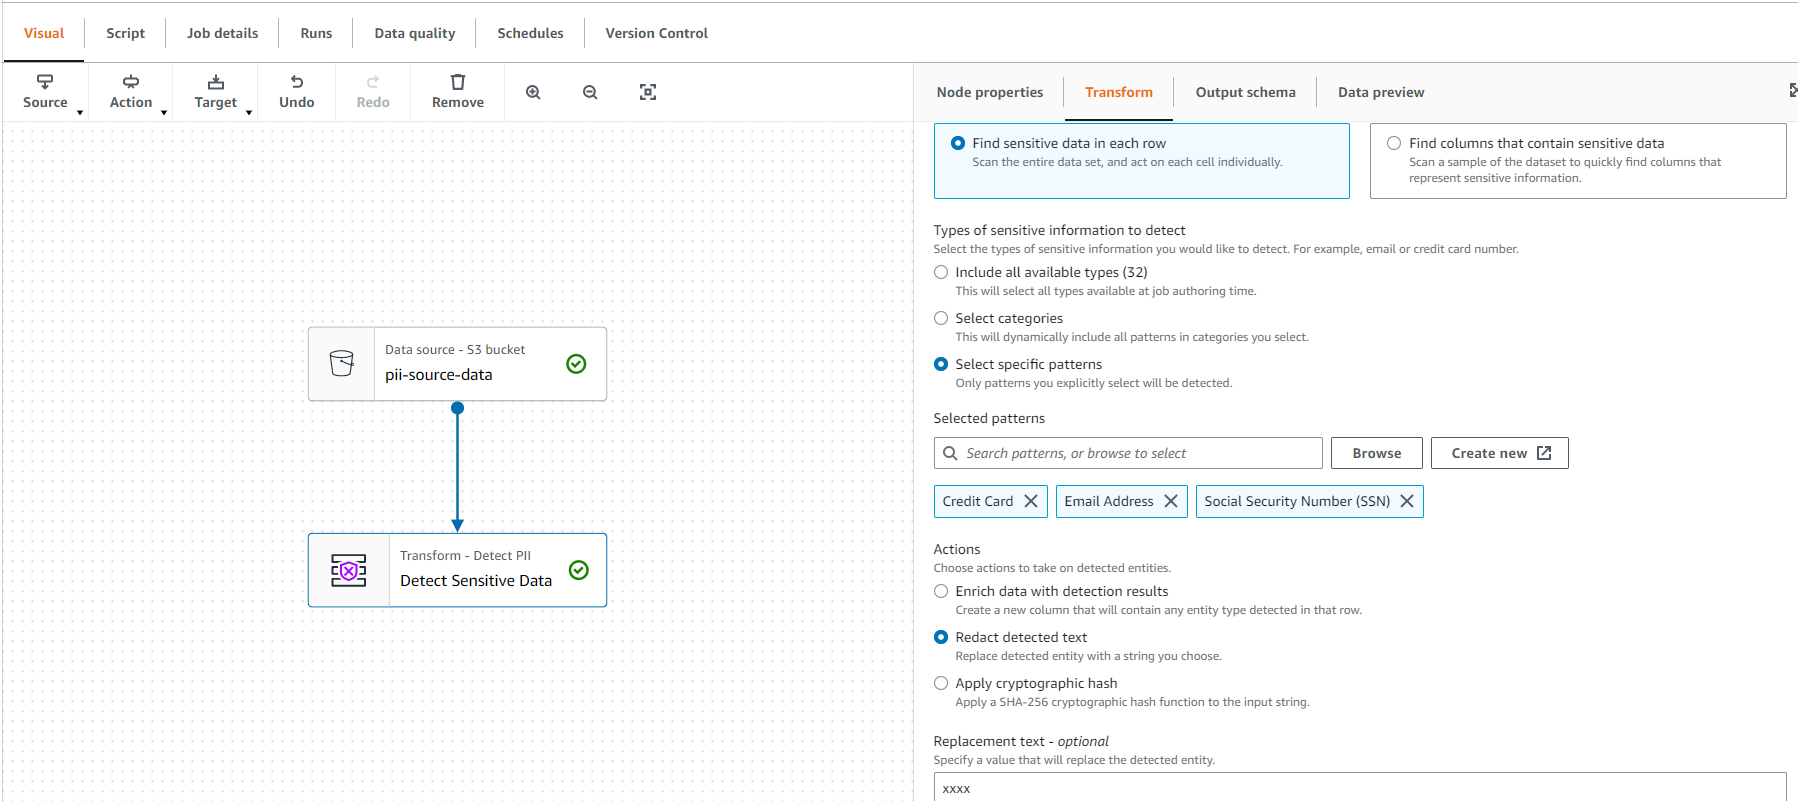 Visual
Script
Job details
Runs
Data quality
Schedules
Version Control
Source
Action
Target
Undo
Redo
Remove
Data source - S3 bucket
pii-source-data
Transform - Detect PII
Detect Sensitive Data
Node properties
Transform
Output schema
Data preview
Find sensitive data in each row
Scan the entire data set, and act on each cell individually.
Find columns that contain sensitive data
Scan a sample of the dataset to quickly find columns that
represent sensitive information.
Types of sensitive information to detect
Select the types of sensitive information you would like to detect. For example, email or credit card number.
Include all available types (32)
This will select all types available at job authoring time.
Select categories
This will dynamically include all patterns in categories you select.
Select specific patterns
Only patterns you explicitly select will be detected.
Selected patterns
Search patterns, or browse to select
Browse
Create new
Credit Card
Email Address
Social Security Number (SSN)
Actions
Choose actions to take on detected entities.
Enrich data with detection results
Create a new column that will contain any entity type detected in that row.
Redact detected text
Replace detected entity with a string you choose.
Apply cryptographic hash
Apply a SHA-256 cryptographic hash function to the input string.
Replacement text - optional
Specify a value that will replace the detected entity.
xxxx